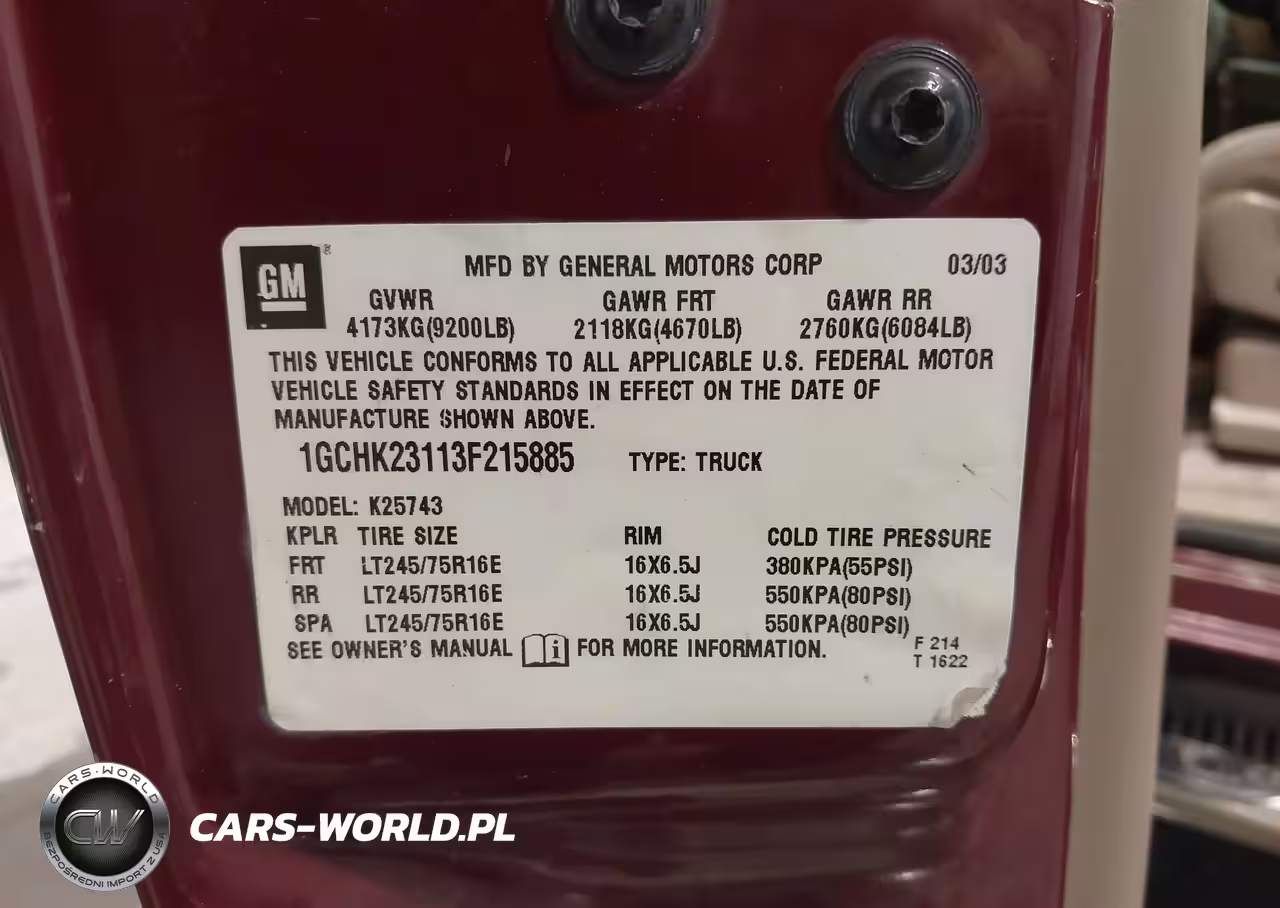 GM ®
MFD BY GENERAL MOTORS CORP 03/03
GVWR GAWR FRT GAWR RR
4173KG(9200LB) 2118KG(4670LB) 2760KG(6084LB)
THIS VEHICLE CONFORMS TO ALL APPLICABLE U.S. FEDERAL MOTOR
VEHICLE SAFETY STANDARDS IN EFFECT ON THE DATE OF
MANUFACTURE SHOWN ABOVE.
1GCHK23113F215885 TYPE: TRUCK
MODEL: K25743
KPLR TIRE SIZE RIM COLD TIRE PRESSURE
FRT LT245/75R16E 16X6.5J 380KPA(55PSI)
RR LT245/75R16E 16X6.5J 550KPA(80PSI)
SPA LT245/75R16E 16X6.5J 550KPA(80PSI)
SEE OWNER'S MANUAL i FOR MORE INFORMATION.
F 214
T 1622
CARS-WORLD
CW
BEZPOŚREDNI IMPORT Z USA
CARS-WORLD.PL